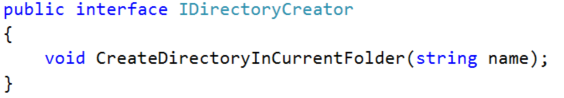 public interface IDirectoryCreator
{
    void CreateDirectoryInCurrentFolder(string name);
}